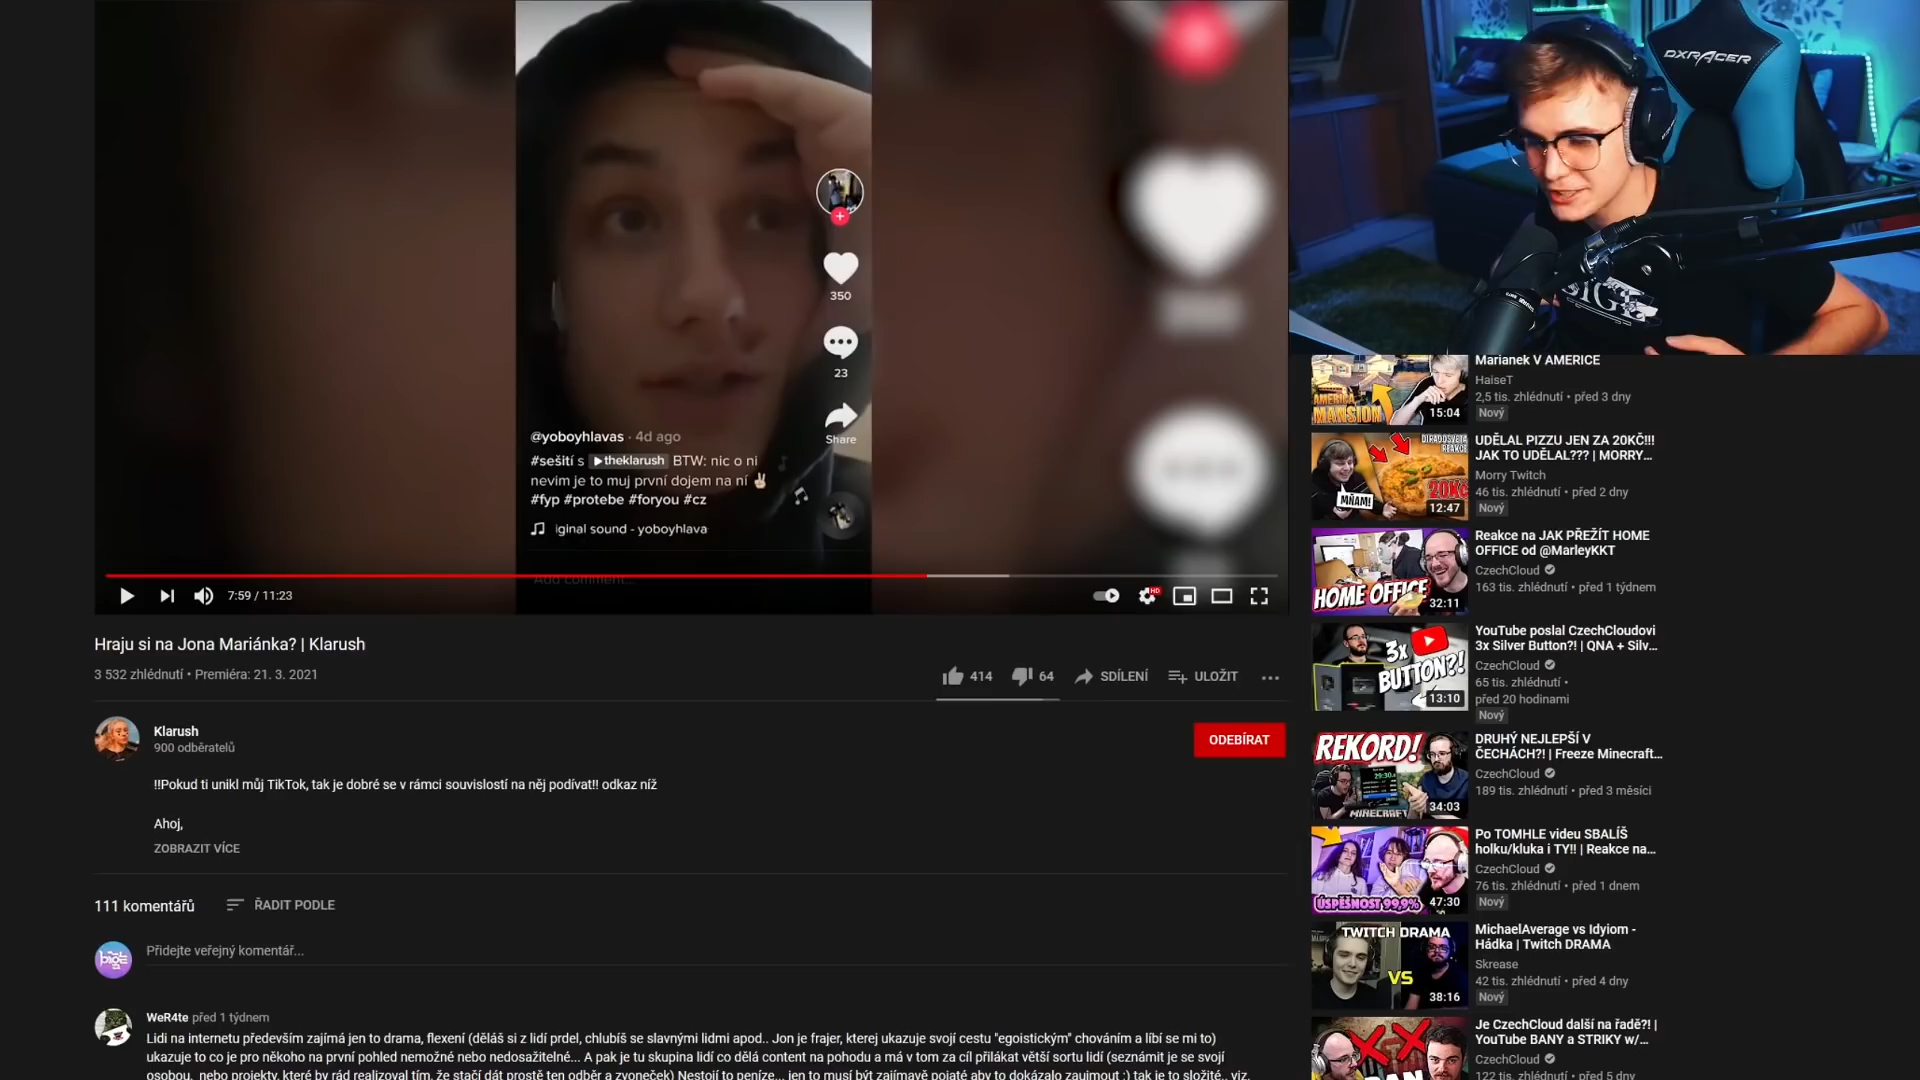 DXRACER
350
23
Share
@yoboyhlavas · 4d ago
#sešití s ▶theklarush BTW: nic o ni
nevim je to muj první dojem na ní ✌
#fyp #protebe #foryou #cz
iginal sound - yoboyhlava
Add comment...
7:59 / 11:23
HD
Hraju si na Jona Mariánka? | Klarush
3 532 zhlédnutí • Premiéra: 21. 3. 2021
414
64
SDÍLENÍ
ULOŽIT
Klarush
900 odběratelů
ODEBÍRAT
!!Pokud ti unikl můj TikTok, tak je dobré se v rámci souvislostí na něj podívat!! odkaz níž
Ahoj,
ZOBRAZIT VÍCE
111 komentářů
ŘADIT PODLE
Přidejte veřejný komentář...
WeR4te před 1 týdnem
Lidi na internetu především zajímá jen to drama, flexení (děláš si z lidí prdel, chlubíš se slavnými lidmi apod.. Jon je frajer, kterej ukazuje svojí cestu "egoistickým" chováním a líbí se mi to)
ukazuje to co je pro někoho na první pohled nemožné nebo nedosažitelné... A pak je tu skupina lidí co dělá content na pohodu a má v tom za cíl přilákat větší sortu lidí (seznámit je se svojí
osobou, nebo projekty, které by rád realizoval tím, že stačí dát prostě ten odběr a zvoneček) Nestojí to peníze... jen to musí být zajímavě pojaté aby to dokázalo zaujmout :) tak je to složité.. viz.
Marianek V AMERICE
HaiseT
2,5 tis. zhlédnutí • před 3 dny
Nový
AMERICA
MANSION
15:04
UDĚLAL PIZZU JEN ZA 20KČ!!!
JAK TO UDĚLAL??? | MORRY...
Morry Twitch
46 tis. zhlédnutí • před 2 dny
Nový
REAKCE
MŇAM!
20Kč
12:47
Reakce na JAK PŘEŽÍT HOME
OFFICE od @MarleyKKT
CzechCloud
163 tis. zhlédnutí • před 1 týdnem
HOME OFFICE
32:11
YouTube poslal CzechCloudovi
3x Silver Button?! | QNA + Silv...
CzechCloud
65 tis. zhlédnutí •
před 20 hodinami
Nový
3x
BUTTON?!
13:10
DRUHÝ NEJLEPŠÍ V
ČECHÁCH?! | Freeze Minecraft...
CzechCloud
189 tis. zhlédnutí • před 3 měsíci
REKORD!
MINECRAFT
34:03
Po TOMHLE videu SBALÍŠ
holku/kluka i TY!! | Reakce na...
CzechCloud
76 tis. zhlédnutí • před 1 dnem
Nový
ÚSPĚŠNOST 99,9%
47:30
MichaelAverage vs Idyiom -
Hádka | Twitch DRAMA
Skrease
42 tis. zhlédnutí • před 4 dny
Nový
TWITCH DRAMA
VS
38:16
Je CzechCloud další na řadě?! |
YouTube BANY a STRIKY w/...
CzechCloud
122 tis. zhlédnutí • před 5 dny